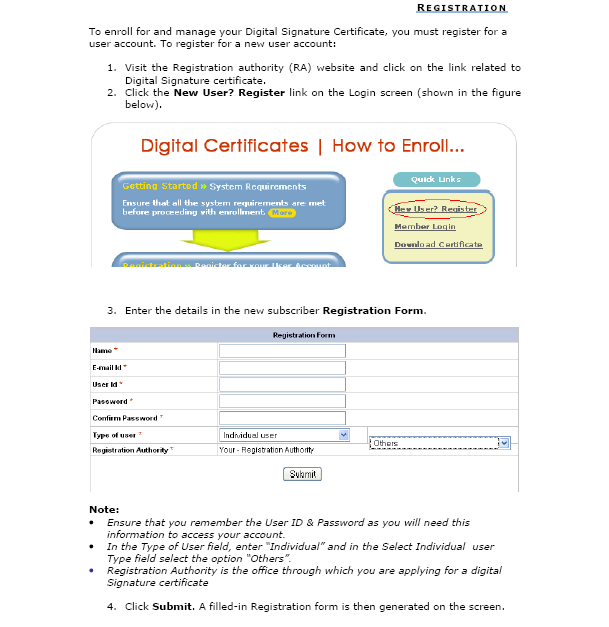 REGISTRATION
To enroll for and manage your Digital Signature Certificate, you must register for a
user account. To register for a new user account:
1. Visit the Registration authority (RA) website and click on the link related to
Digital Signature certificate.
2. Click the New User? Register link on the Login screen (shown in the figure
below).
Digital Certificates | How to Enroll...
Getting Started » System Requirements
Ensure that all the system requirements are met
before proceeding with enrollment. More
Registration » Register for your User Account
Quick Links
New User? Register
Member Login
Download Certificate
3. Enter the details in the new subscriber Registration Form.
Registration Form
Name *
E-mail Id *
User Id *
Password *
Confirm Password *
Type of user * Individual user Others
Registration Authority * Your - Registration Authority
Submit
Note:
• Ensure that you remember the User ID & Password as you will need this
information to access your account.
• In the Type of User field, enter "Individual" and in the Select Individual user
Type field select the option "Others".
• Registration Authority is the office through which you are applying for a digital
Signature certificate
4. Click Submit. A filled-in Registration form is then generated on the screen.